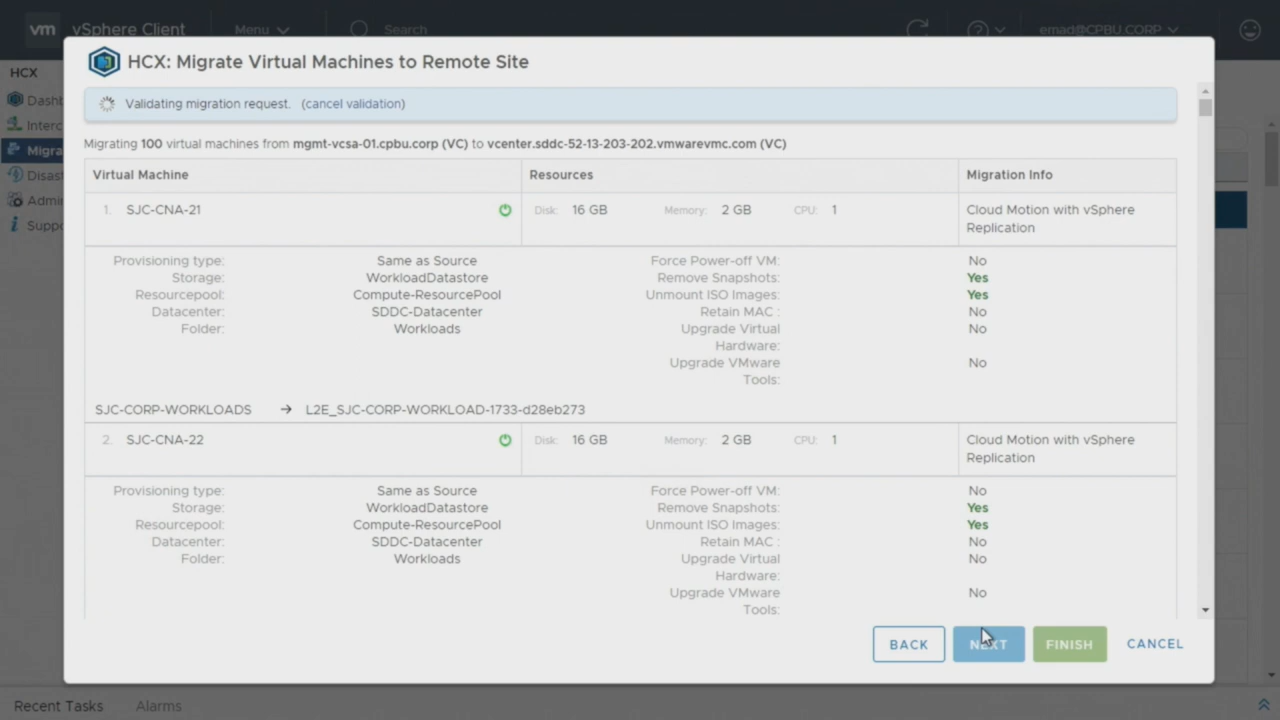 vm vSphere Client Menu Search emad@CPBU.CORP
HCX: Migrate Virtual Machines to Remote Site
HCX
Validating migration request. (cancel validation)
Dashb
Interc
Migra
Disas
Admi
Suppo
Migrating 100 virtual machines from mgmt-vcsa-01.cpbu.corp (VC) to vcenter.sddc-52-13-203-202.vmwarevmc.com (VC)
Virtual Machine Resources Migration Info
1. SJC-CNA-21 Disk: 16 GB Memory: 2 GB CPU: 1 Cloud Motion with vSphere
Replication
Provisioning type: Same as Source Force Power-off VM: No
Storage: WorkloadDatastore Remove Snapshots: Yes
Resourcepool: Compute-ResourcePool Unmount ISO Images: Yes
Datacenter: SDDC-Datacenter Retain MAC : No
Folder: Workloads Upgrade Virtual No
Hardware:
Upgrade VMware No
Tools:
SJC-CORP-WORKLOADS → L2E_SJC-CORP-WORKLOAD-1733-d28eb273
2. SJC-CNA-22 Disk: 16 GB Memory: 2 GB CPU: 1 Cloud Motion with vSphere
Replication
Provisioning type: Same as Source Force Power-off VM: No
Storage: WorkloadDatastore Remove Snapshots: Yes
Resourcepool: Compute-ResourcePool Unmount ISO Images: Yes
Datacenter: SDDC-Datacenter Retain MAC : No
Folder: Workloads Upgrade Virtual No
Hardware:
Upgrade VMware No
Tools:
BACK NEXT FINISH CANCEL
Recent Tasks Alarms